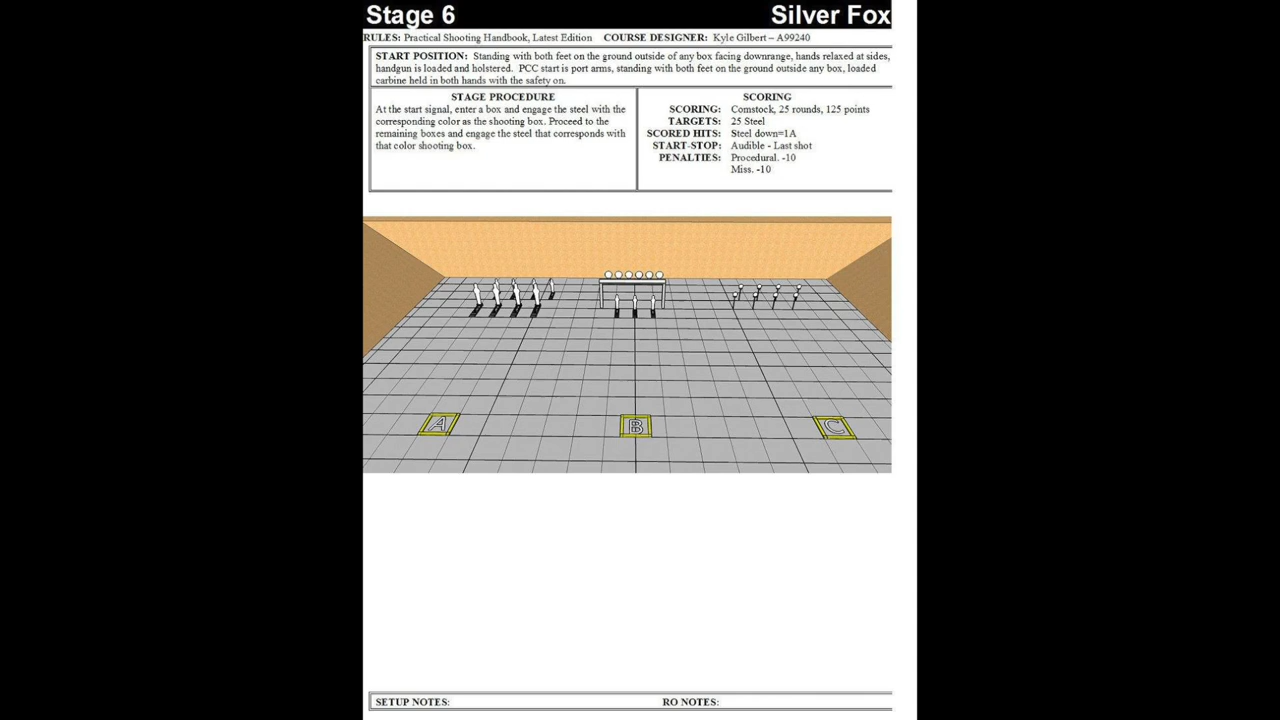 Stage 6 Silver Fox
RULES: Practical Shooting Handbook, Latest Edition COURSE DESIGNER: Kyle Gilbert – A99240
START POSITION: Standing with both feet on the ground outside of any box facing downrange, hands relaxed at sides,
handgun is loaded and holstered. PCC start is port arms, standing with both feet on the ground outside any box, loaded
carbine held in both hands with the safety on.
STAGE PROCEDURE
At the start signal, enter a box and engage the steel with the
corresponding color as the shooting box. Proceed to the
remaining boxes and engage the steel that corresponds with
that color shooting box.
SCORING
SCORING: Comstock, 25 rounds, 125 points
TARGETS: 25 Steel
SCORED HITS: Steel down=1A
START-STOP: Audible - Last shot
PENALTIES: Procedural. -10
Miss. -10
A B C
SETUP NOTES: RO NOTES: